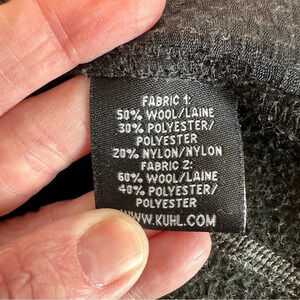 FABRIC 1:
50% WOOL/LAINE
30% POLYESTER/
POLYESTER
20% NYLON/NYLON
FABRIC 2:
60% WOOL/LAINE
40% POLYESTER/
POLYESTER
WWW.KUHL.COM